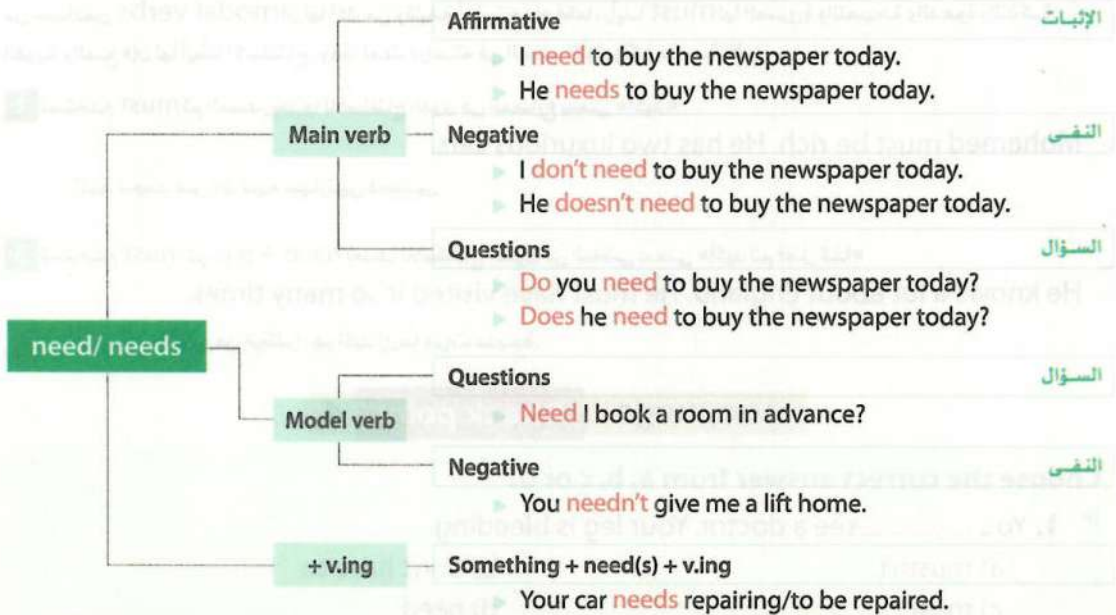 Affirmative الإثبات
I need to buy the newspaper today.
He needs to buy the newspaper today.
Main verb
Negative النفى
I don't need to buy the newspaper today.
He doesn't need to buy the newspaper today.
Questions السؤال
Do you need to buy the newspaper today?
Does he need to buy the newspaper today?
need/ needs
Questions السؤال
Need I book a room in advance?
Model verb
Negative النفى
You needn't give me a lift home.
+ v.ing
Something + need(s) + v.ing
Your car needs repairing/to be repaired.